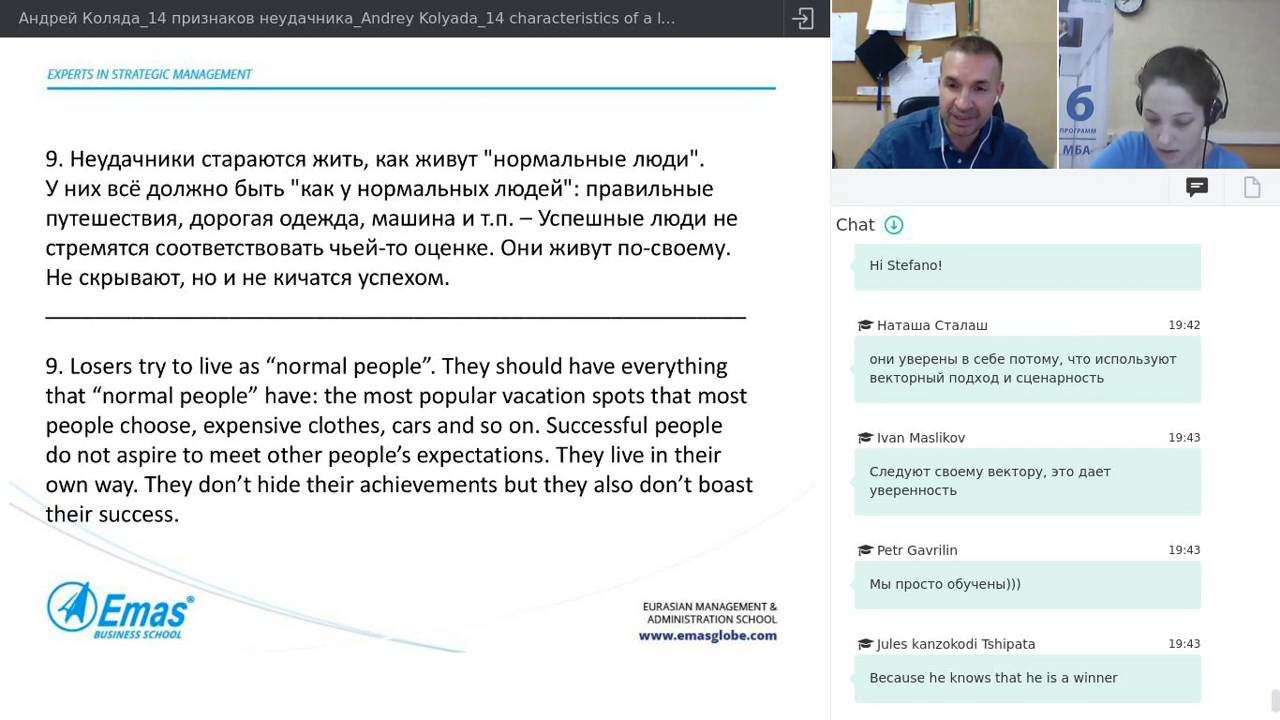 Андрей Коляда_14 признаков неудачника_Andrey Kolyada_14 characteristics of a l...
EXPERTS IN STRATEGIC MANAGEMENT
9. Неудачники стараются жить, как живут "нормальные люди".
У них всё должно быть "как у нормальных людей": правильные
путешествия, дорогая одежда, машина и т.п. – Успешные люди не
стремятся соответствовать чьей-то оценке. Они живут по-своему.
Не скрывают, но и не кичатся успехом.
9. Losers try to live as “normal people”. They should have everything
that “normal people” have: the most popular vacation spots that most
people choose, expensive clothes, cars and so on. Successful people
do not aspire to meet other people’s expectations. They live in their
own way. They don’t hide their achievements but they also don’t boast
their success.
Emas®
BUSINESS SCHOOL
EURASIAN MANAGEMENT &
ADMINISTRATION SCHOOL
www.emasglobe.com
6
ПРОГРАММ
МБА
Chat
Hi Stefano!
Наташа Сталаш 19:42
они уверены в себе потому, что используют
векторный подход и сценарность
Ivan Maslikov 19:43
Следуют своему вектору, это дает
уверенность
Petr Gavrilin 19:43
Мы просто обучены)))
Jules kanzokodi Tshipata 19:43
Because he knows that he is a winner